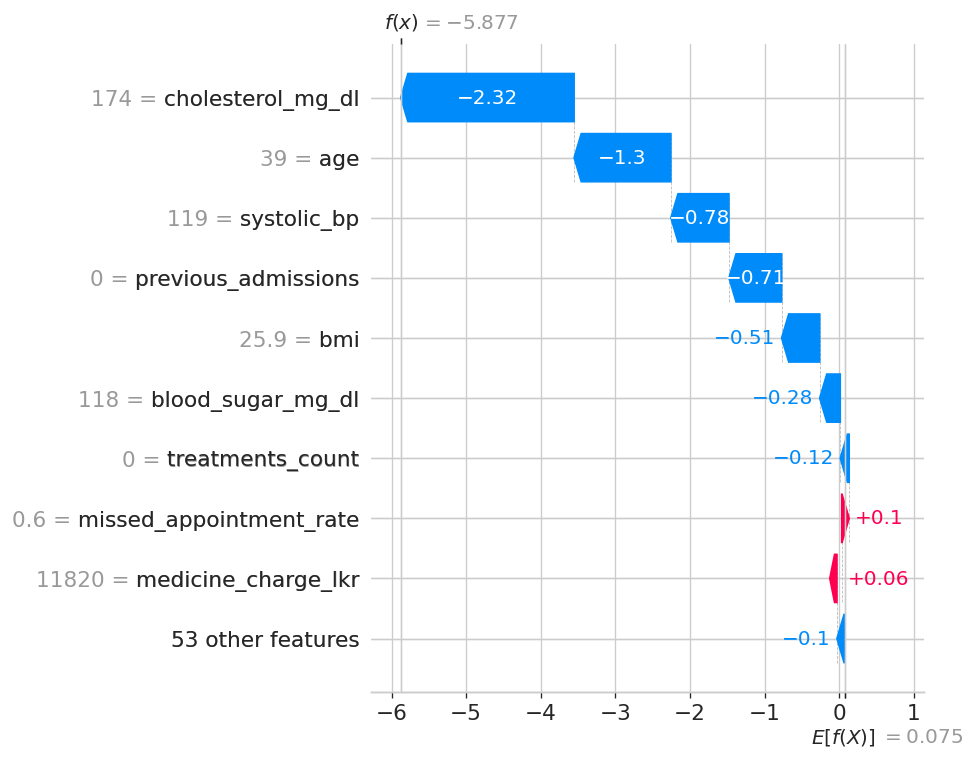 f(x) = −5.877
174 = cholesterol_mg_dl −2.32
39 = age −1.3
119 = systolic_bp −0.78
0 = previous_admissions −0.71
25.9 = bmi −0.51
118 = blood_sugar_mg_dl −0.28
0 = treatments_count −0.12
0.6 = missed_appointment_rate +0.1
11820 = medicine_charge_lkr +0.06
53 other features −0.1
−6 −5 −4 −3 −2 −1 0 1
E[f(X)] = 0.075